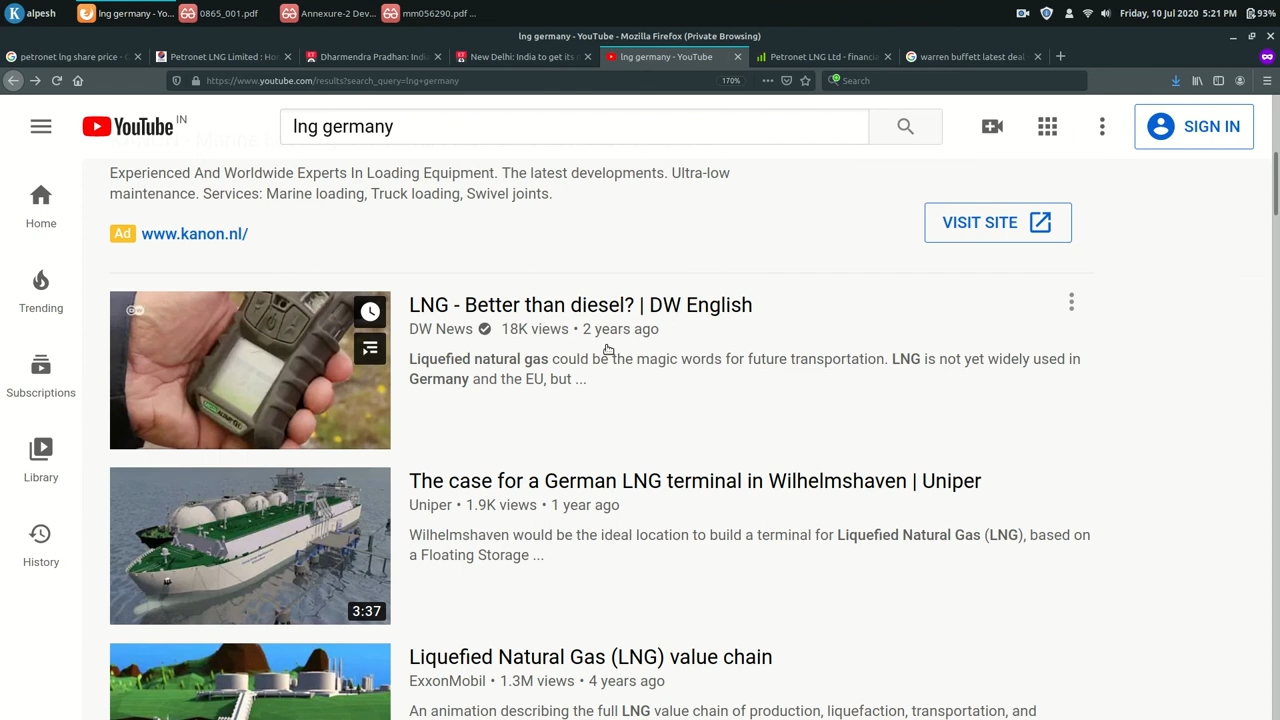 alpesh
lng germany - Yo...
0865_001.pdf
Annexure-2 Dev...
mm056290.pdf ...
Friday, 10 Jul 2020
5:21 PM
93%
lng germany - YouTube - Mozilla Firefox (Private Browsing)
petronet lng share price - G
Petronet LNG Limited : Ho
Dharmendra Pradhan: Indi
New Delhi: India to get its
lng germany - YouTube
Petronet LNG Ltd - financi
warren buffett latest deal
https://www.youtube.com/results?search_query=lng+germany
170%
Search
YouTube IN
lng germany
SIGN IN
Experienced And Worldwide Experts In Loading Equipment. The latest developments. Ultra-low
maintenance. Services: Marine loading, Truck loading, Swivel joints.
Ad www.kanon.nl/
VISIT SITE
Home
Trending
Subscriptions
Library
History
LNG - Better than diesel? | DW English
DW News 18K views • 2 years ago
Liquefied natural gas could be the magic words for future transportation. LNG is not yet widely used in
Germany and the EU, but ...
The case for a German LNG terminal in Wilhelmshaven | Uniper
Uniper • 1.9K views • 1 year ago
Wilhelmshaven would be the ideal location to build a terminal for Liquefied Natural Gas (LNG), based on
a Floating Storage ...
3:37
Liquefied Natural Gas (LNG) value chain
ExxonMobil • 1.3M views • 4 years ago
An animation describing the full LNG value chain of production, liquefaction, transportation, and